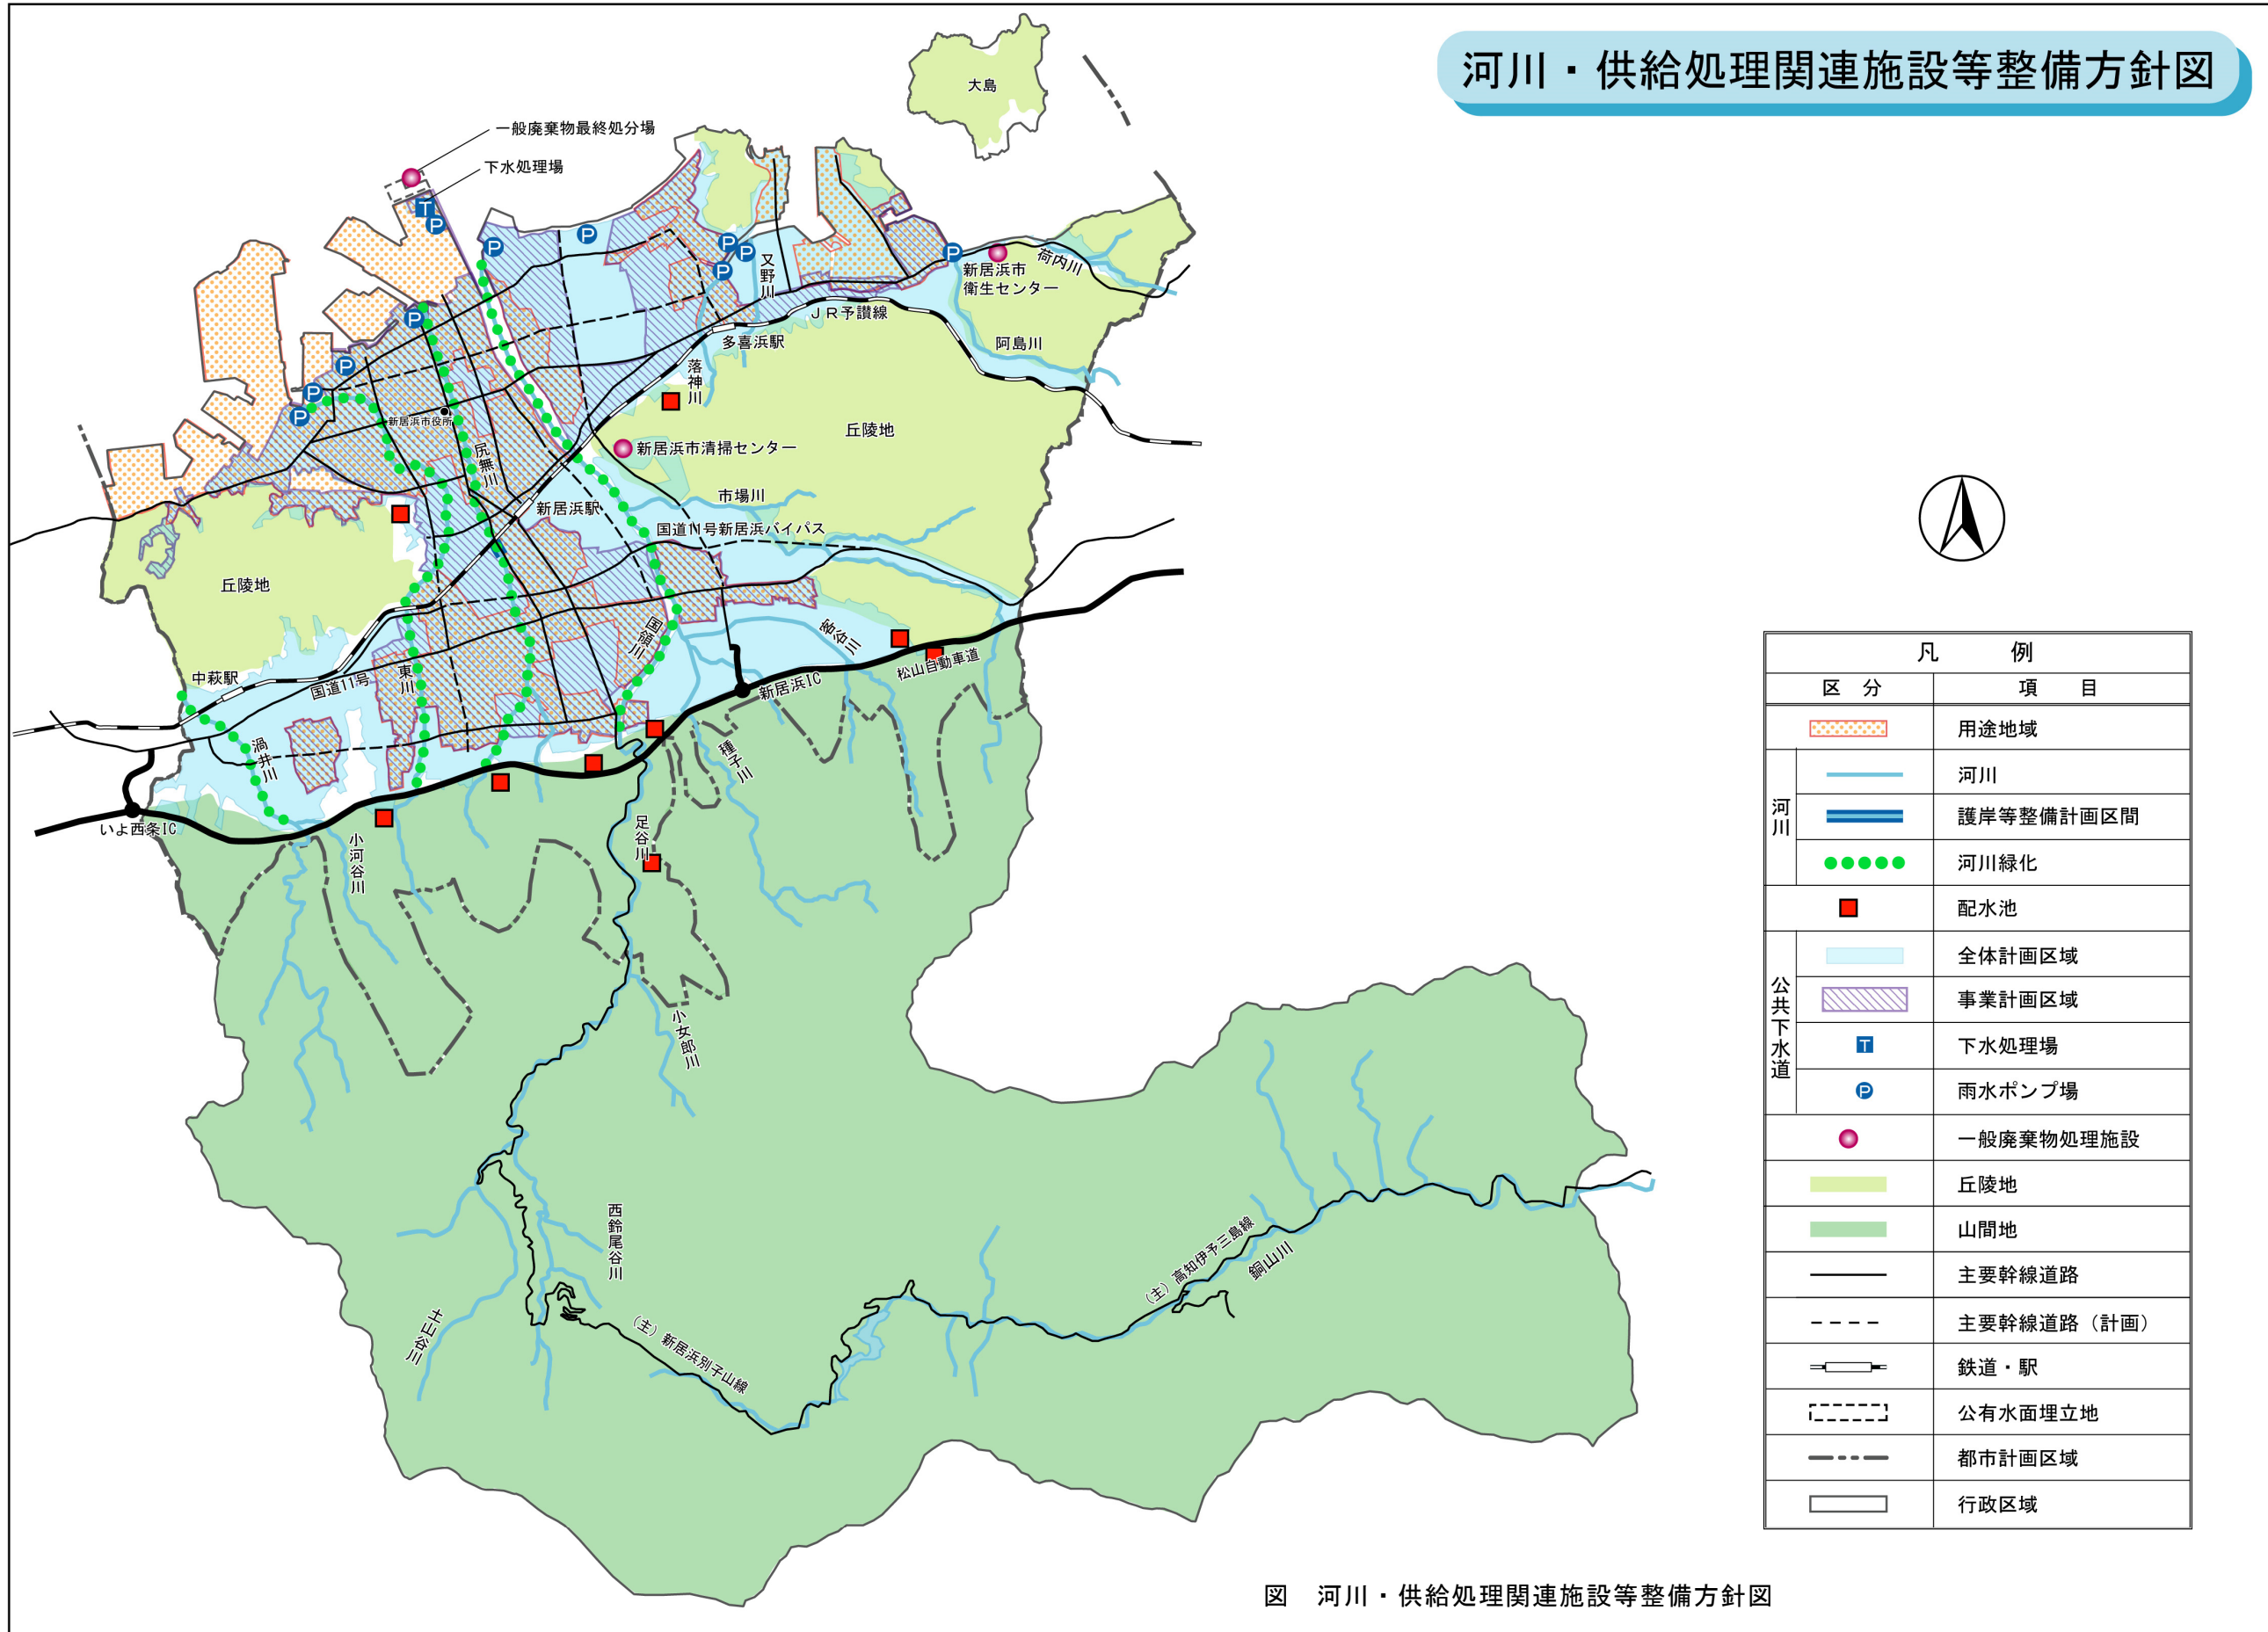 河川・供給処理関連施設等整備方針図
大島
一般廃棄物最終処分場
下水処理場
T
P
P
P
P
P
P
P
P
P
P
P
又野川
新居浜市
衛生センター
荷内川
JR予讃線
多喜浜駅
阿島川
落神川
新居浜市役所
丘陵地
新居浜市清掃センター
尻無川
市場川
新居浜駅
国道11号新居浜バイパス
丘陵地
国領川
客谷川
松山自動車道
中萩駅
国道11号
東川
新居浜IC
渦井川
種子川
いよ西条IC
小河谷川
足谷川
小女郎川
西鈴尾谷川
(主)高知伊予三島線
銅山川
(主)新居浜別子山線
凡 例
区 分 項 目
用途地域
河川
河川
護岸等整備計画区間
河川緑化
配水池
公共下水道
全体計画区域
事業計画区域
T 下水処理場
P 雨水ポンプ場
一般廃棄物処理施設
丘陵地
山間地
主要幹線道路
主要幹線道路(計画)
鉄道・駅
公有水面埋立地
都市計画区域
行政区域
図 河川・供給処理関連施設等整備方針図